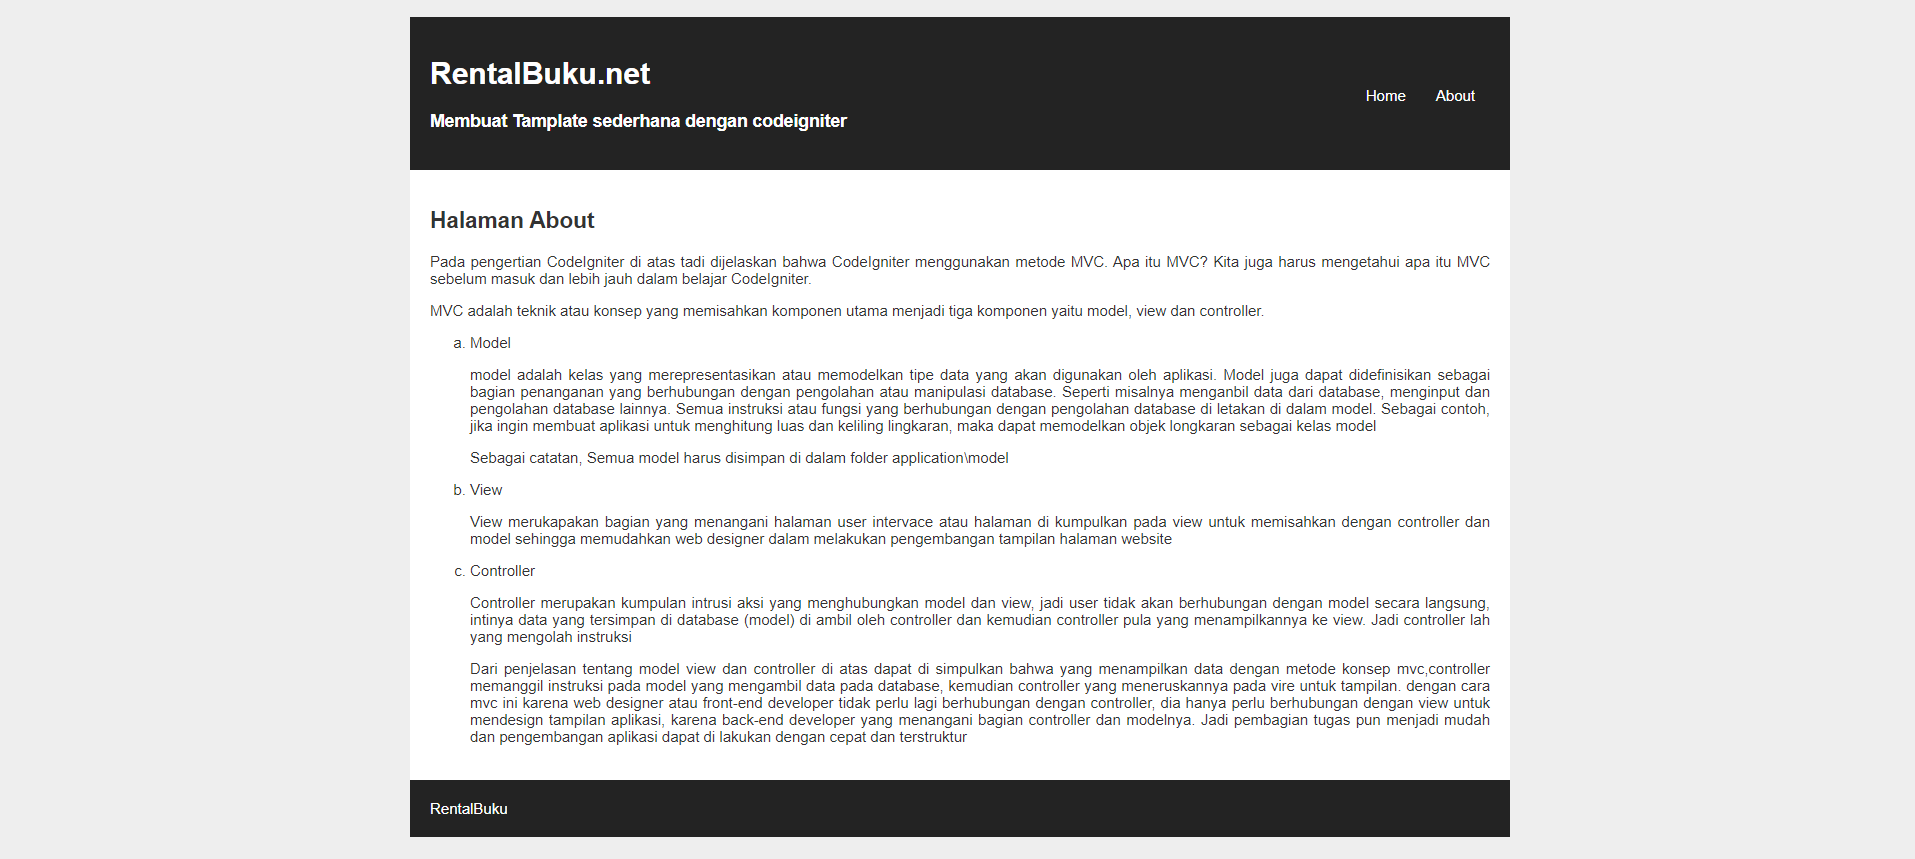 RentalBuku.net
Home About
Membuat Tamplate sederhana dengan codeigniter
Halaman About
Pada pengertian CodeIgniter di atas tadi dijelaskan bahwa CodeIgniter menggunakan metode MVC. Apa itu MVC? Kita juga harus mengetahui apa itu MVC
sebelum masuk dan lebih jauh dalam belajar CodeIgniter.
MVC adalah teknik atau konsep yang memisahkan komponen utama menjadi tiga komponen yaitu model, view dan controller.
a. Model
model adalah kelas yang merepresentasikan atau memodelkan tipe data yang akan digunakan oleh aplikasi. Model juga dapat didefinisikan sebagai
bagian penanganan yang berhubungan dengan pengolahan atau manipulasi database. Seperti misalnya menganbil data dari database, menginput dan
pengolahan database lainnya. Semua instruksi atau fungsi yang berhubungan dengan pengolahan database di letakan di dalam model. Sebagai contoh,
jika ingin membuat aplikasi untuk menghitung luas dan keliling lingkaran, maka dapat memodelkan objek longkaran sebagai kelas model
Sebagai catatan, Semua model harus disimpan di dalam folder application\model
b. View
View merukapakan bagian yang menangani halaman user intervace atau halaman di kumpulkan pada view untuk memisahkan dengan controller dan
model sehingga memudahkan web designer dalam melakukan pengembangan tampilan halaman website
c. Controller
Controller merupakan kumpulan intrusi aksi yang menghubungkan model dan view, jadi user tidak akan berhubungan dengan model secara langsung,
intinya data yang tersimpan di database (model) di ambil oleh controller dan kemudian controller pula yang menampilkannya ke view. Jadi controller lah
yang mengolah instruksi
Dari penjelasan tentang model view dan controller di atas dapat di simpulkan bahwa yang menampilkan data dengan metode konsep mvc,controller
memanggil instruksi pada model yang mengambil data pada database, kemudian controller yang meneruskannya pada vire untuk tampilan. dengan cara
mvc ini karena web designer atau front-end developer tidak perlu lagi berhubungan dengan controller, dia hanya perlu berhubungan dengan view untuk
mendesign tampilan aplikasi, karena back-end developer yang menangani bagian controller dan modelnya. Jadi pembagian tugas pun menjadi mudah
dan pengembangan aplikasi dapat di lakukan dengan cepat dan terstruktur
RentalBuku